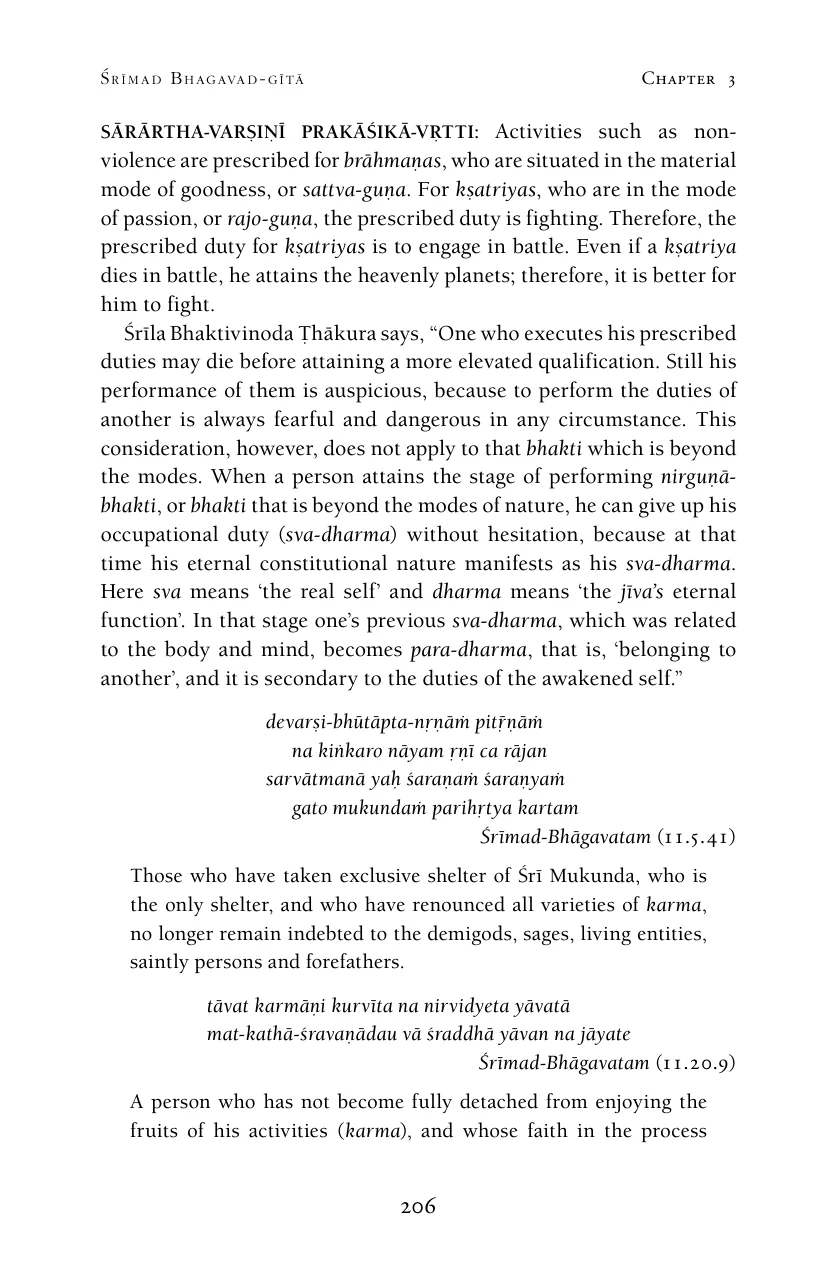 Śrīmad Bhagavad-gītā Chapter 3
SĀRĀRTHA-VARṢIṆĪ PRAKĀŚIKĀ-VṚTTI: Activities such as non-
violence are prescribed for brāhmaṇas, who are situated in the material
mode of goodness, or sattva-guṇa. For kṣatriyas, who are in the mode
of passion, or rajo-guṇa, the prescribed duty is fighting. Therefore, the
prescribed duty for kṣatriyas is to engage in battle. Even if a kṣatriya
dies in battle, he attains the heavenly planets; therefore, it is better for
him to fight.
Śrīla Bhaktivinoda Ṭhākura says, “One who executes his prescribed
duties may die before attaining a more elevated qualification. Still his
performance of them is auspicious, because to perform the duties of
another is always fearful and dangerous in any circumstance. This
consideration, however, does not apply to that bhakti which is beyond
the modes. When a person attains the stage of performing nirguṇā-
bhakti, or bhakti that is beyond the modes of nature, he can give up his
occupational duty (sva-dharma) without hesitation, because at that
time his eternal constitutional nature manifests as his sva-dharma.
Here sva means ‘the real self’ and dharma means ‘the jīva’s eternal
function’. In that stage one’s previous sva-dharma, which was related
to the body and mind, becomes para-dharma, that is, ‘belonging to
another’, and it is secondary to the duties of the awakened self.”
devarṣi-bhūtāpta-nṛṇāṁ pitṝṇāṁ
na kiṅkaro nāyam ṛṇī ca rājan
sarvātmanā yaḥ śaraṇaṁ śaraṇyaṁ
gato mukundaṁ parihṛtya kartam
Śrīmad-Bhāgavatam (11.5.41)
Those who have taken exclusive shelter of Śrī Mukunda, who is
the only shelter, and who have renounced all varieties of karma,
no longer remain indebted to the demigods, sages, living entities,
saintly persons and forefathers.
tāvat karmāṇi kurvīta na nirvidyeta yāvatā
mat-kathā-śravaṇādau vā śraddhā yāvan na jāyate
Śrīmad-Bhāgavatam (11.20.9)
A person who has not become fully detached from enjoying the
fruits of his activities (karma), and whose faith in the process
206